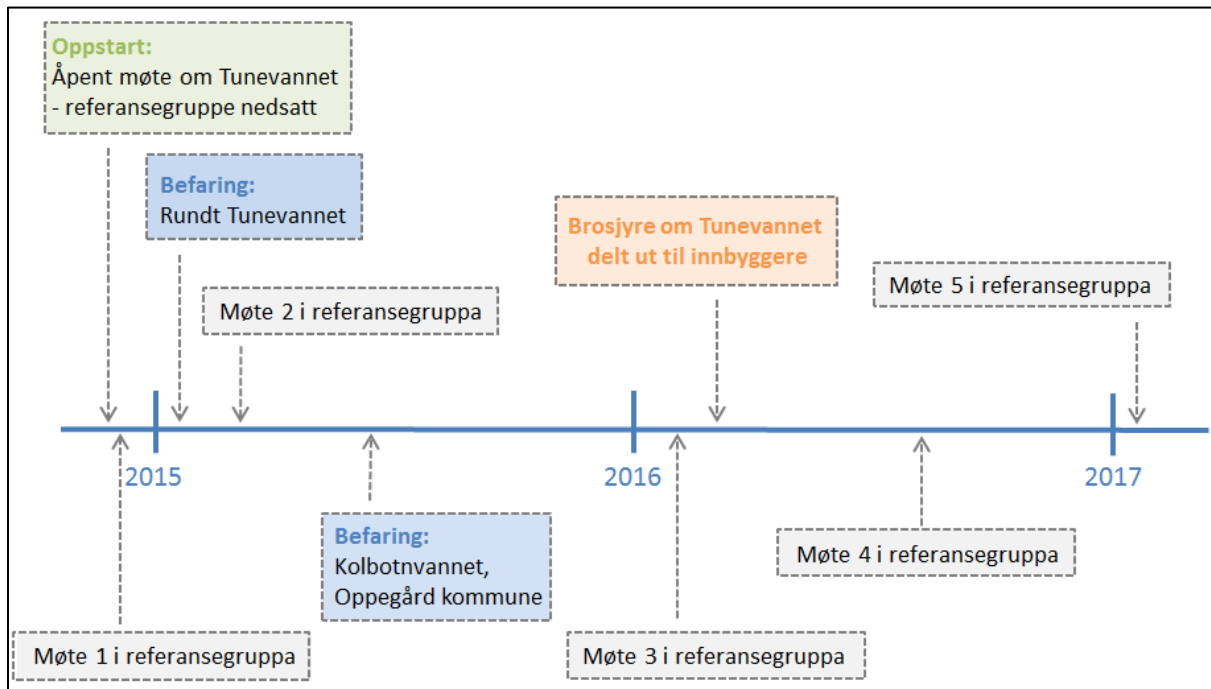 Oppstart:
Åpent møte om Tunevannet
- referansegruppe nedsatt
Befaring:
Rundt Tunevannet
Møte 2 i referansegruppa
Brosjyre om Tunevannet
delt ut til innbyggere
Møte 5 i referansegruppa
2015
2016
2017
Befaring:
Kolbotnvannet,
Oppegård kommune
Møte 4 i referansegruppa
Møte 1 i referansegruppa
Møte 3 i referansegruppa